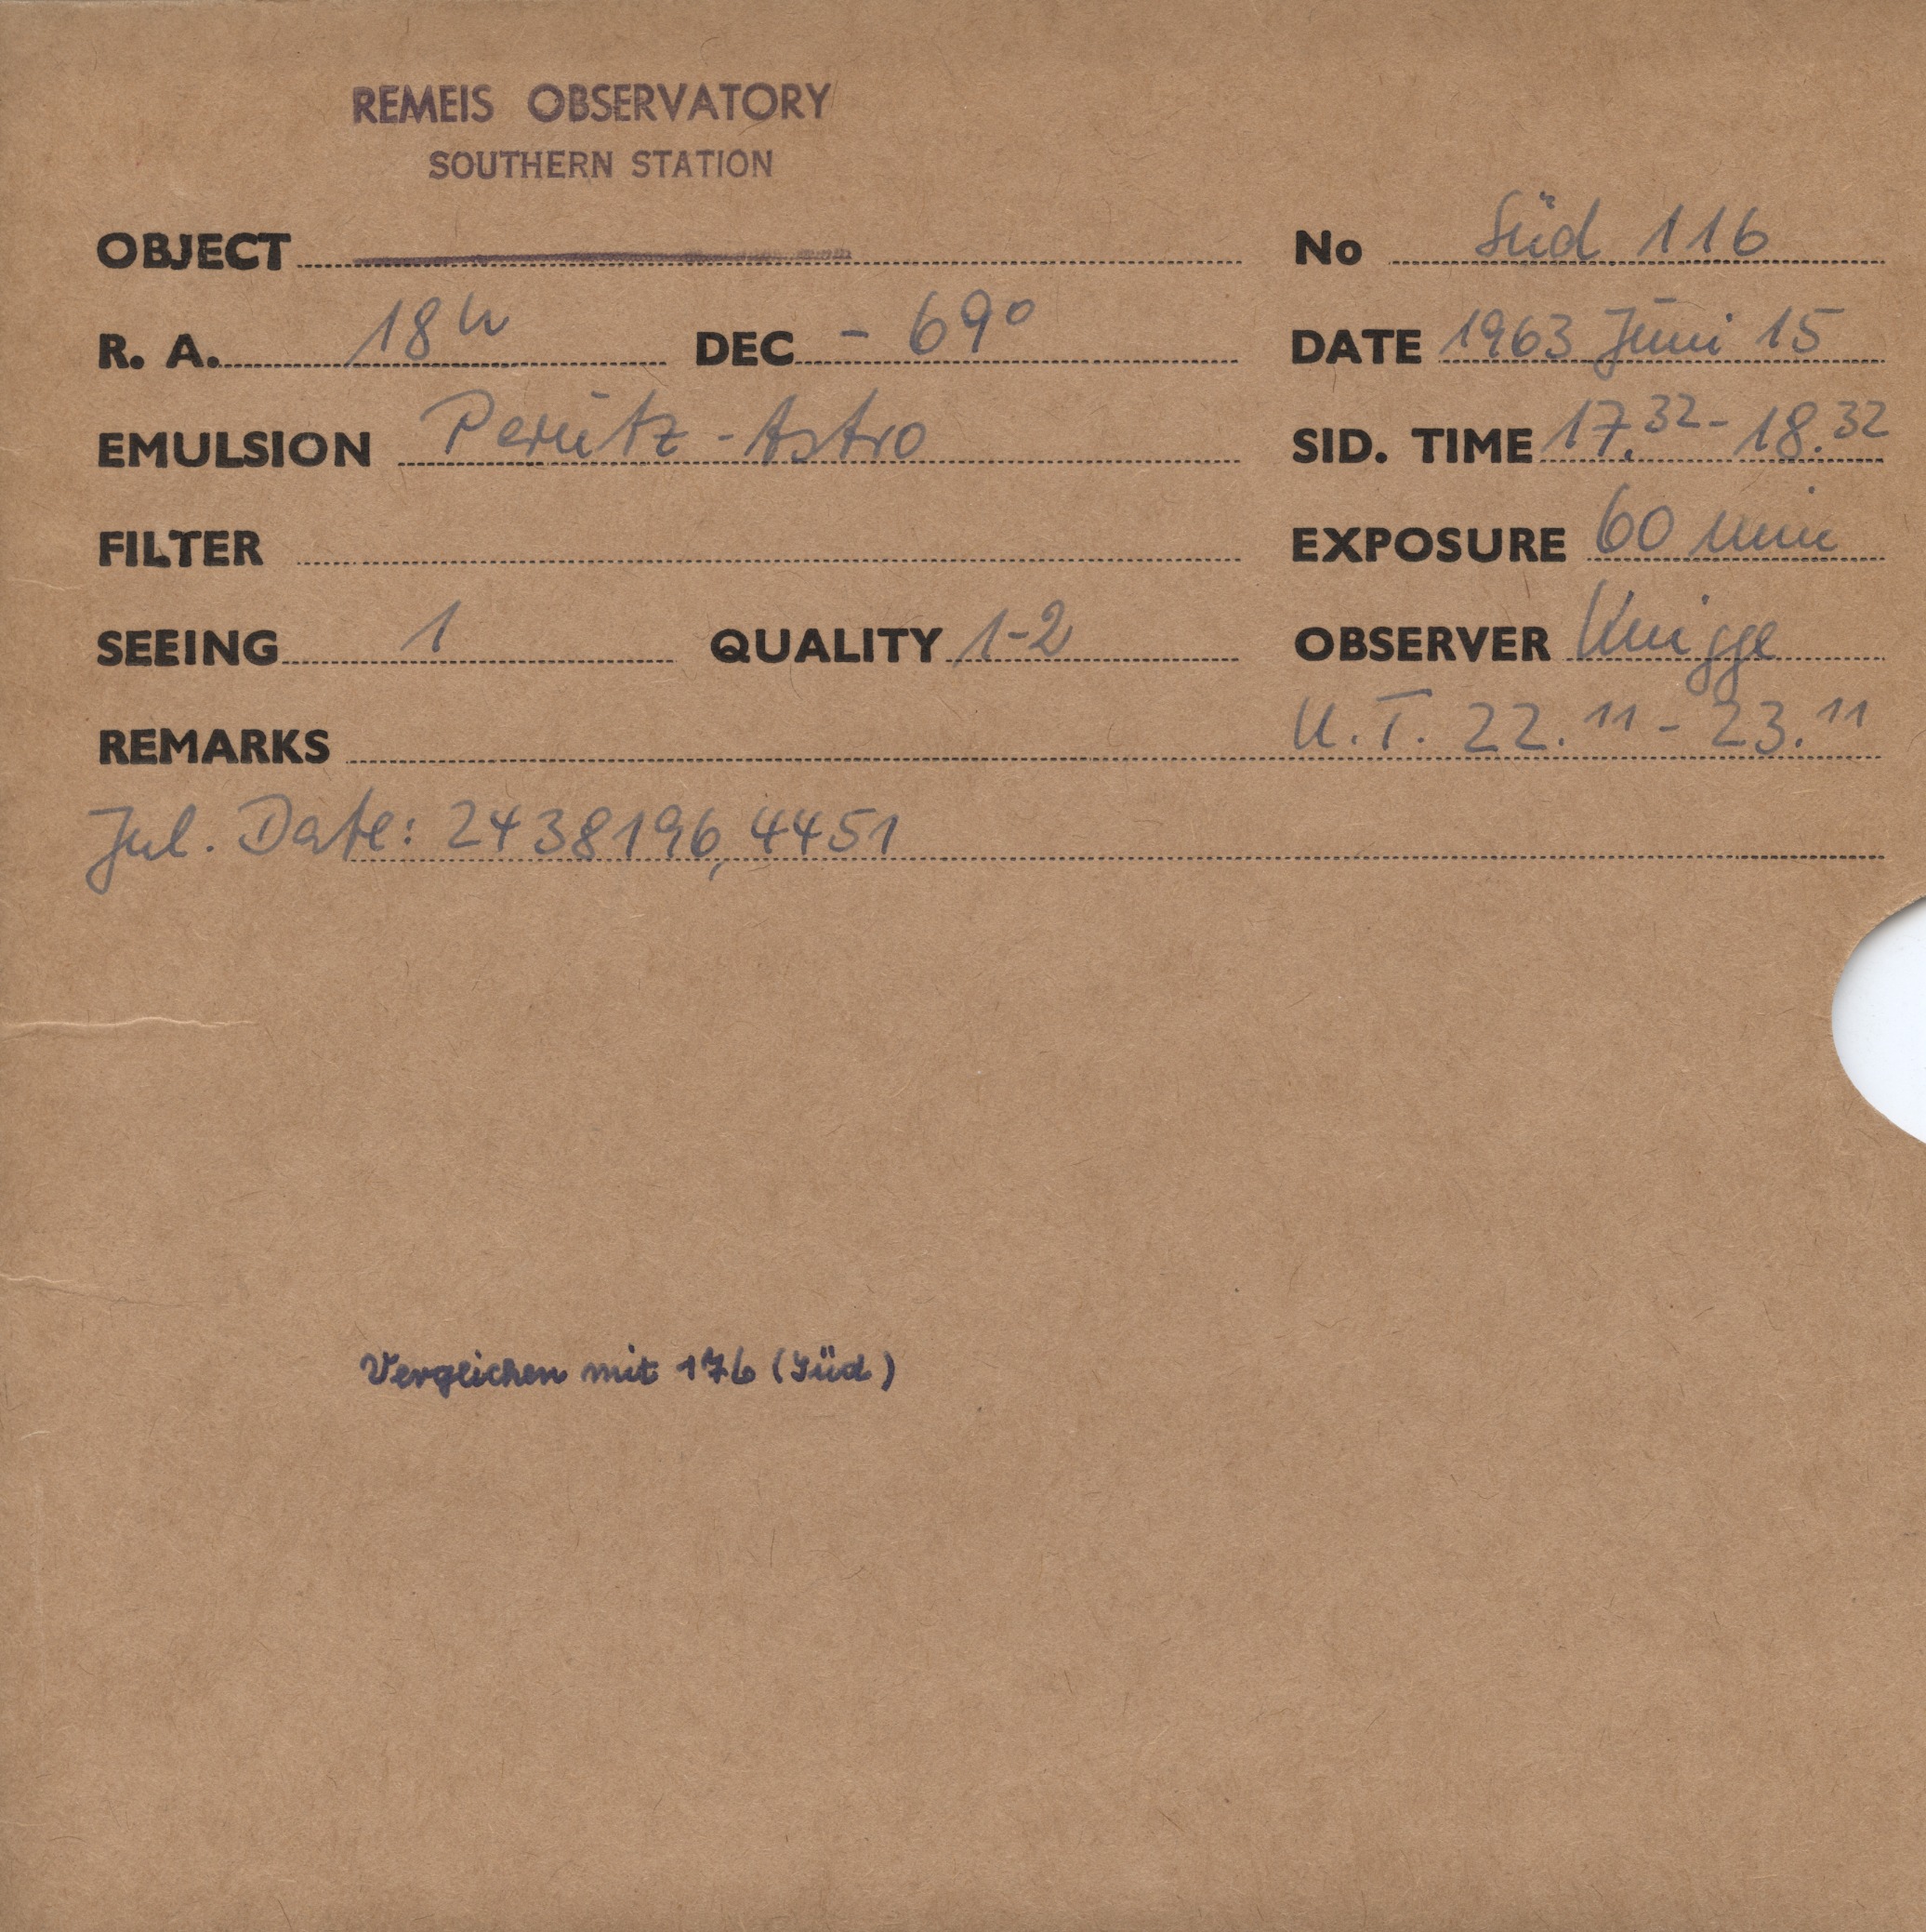 REMEIS OBSERVATORY
SOUTHERN STATION
OBJECT No Süd 116
R. A. 18h DEC - 69° DATE 1963 Juni 15
EMULSION Perutz - Astro SID. TIME 17.32 - 18.32
FILTER EXPOSURE 60 min
SEEING 1 QUALITY 1-2 OBSERVER Knigge
REMARKS U.T. 22.11 - 23.11
Jul. Date: 2438196,4451
Verglichen mit 176 (Süd)